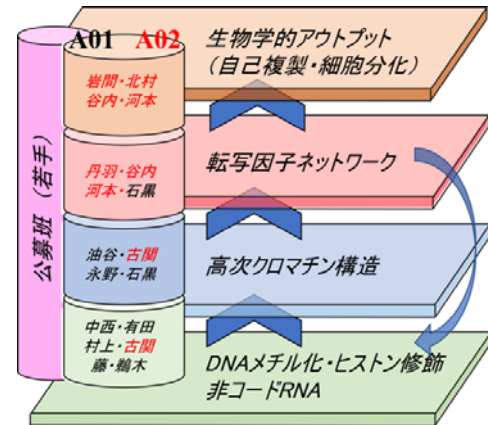 A01 A02
公募班（若手）
岩間・北村
谷内・河本
丹羽・谷内
河本・石黒
油谷・古関
永野・石黒
中西・有田
村上・古関
藤・鵜木
生物学的アウトプット
（自己複製・細胞分化）
転写因子ネットワーク
高次クロマチン構造
DNAメチル化・ヒストン修飾
非コードRNA